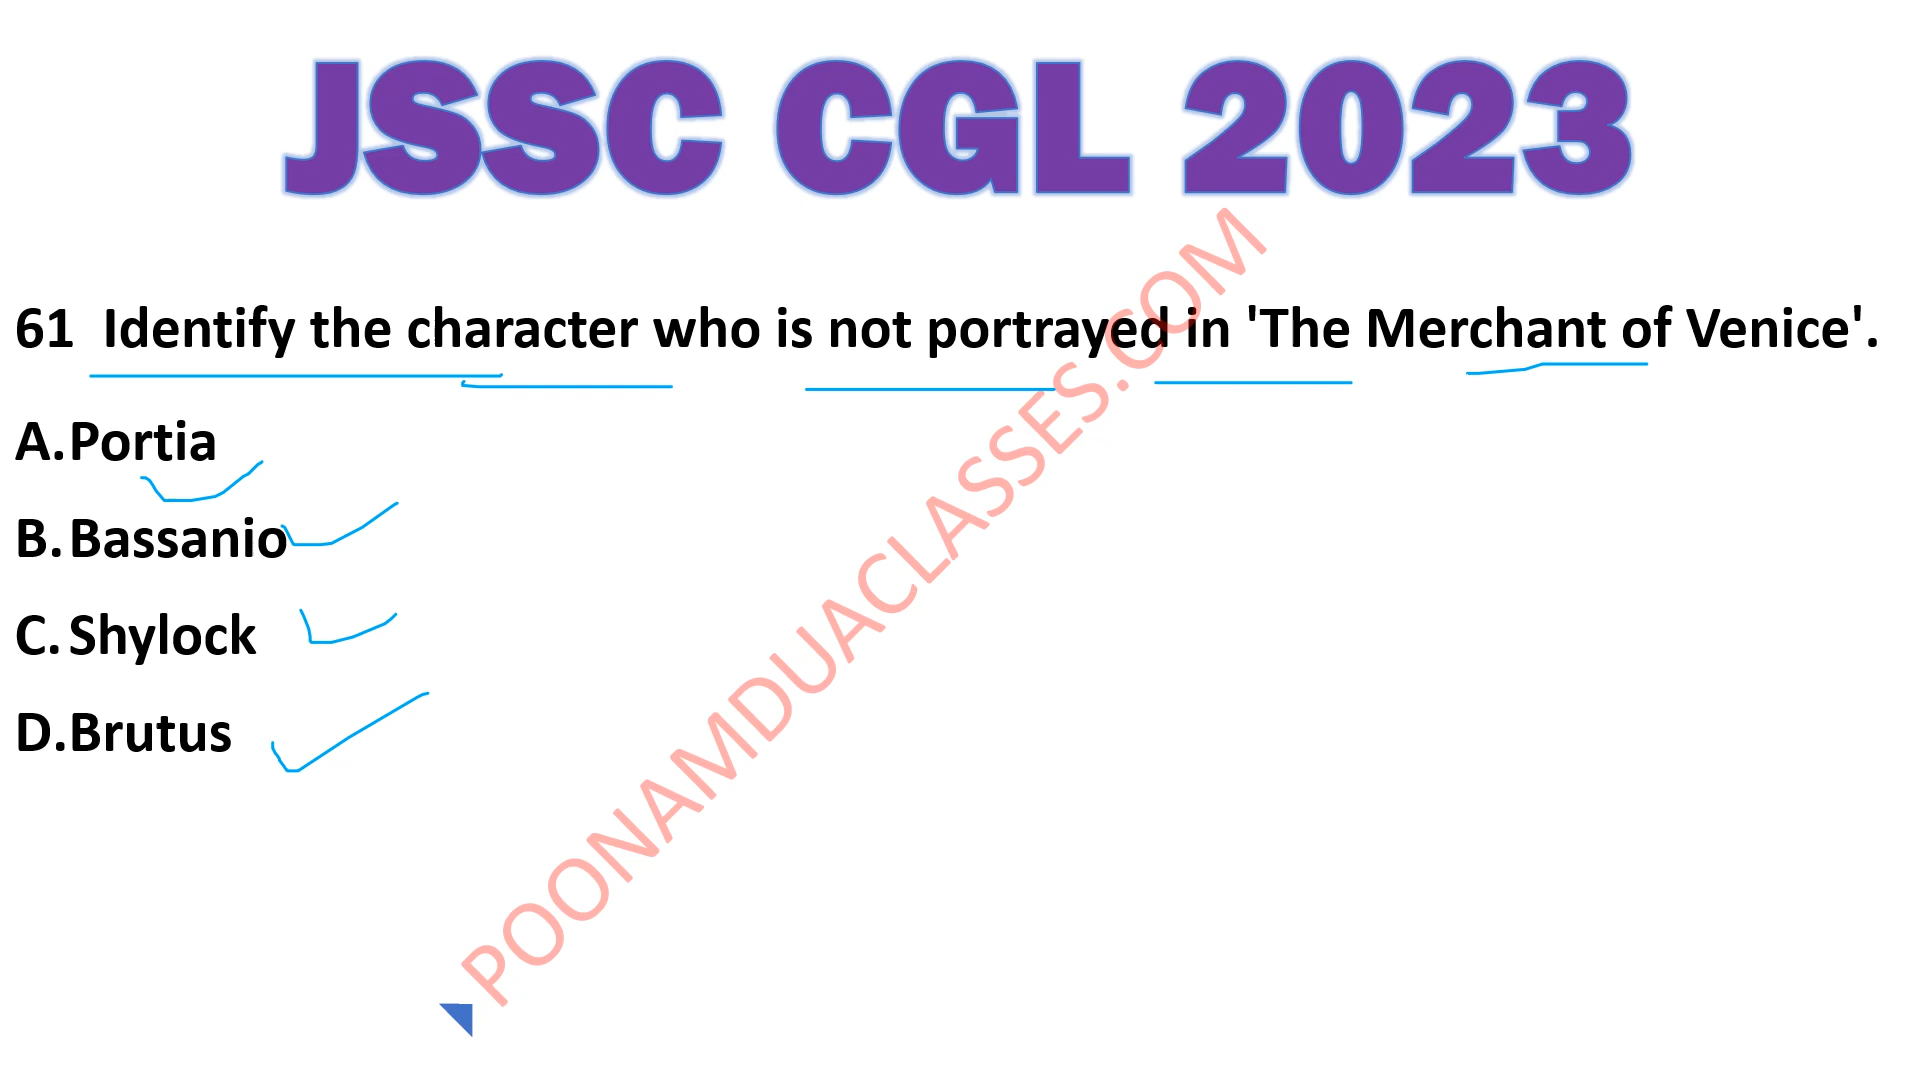 JSSC CGL 2023
61 Identify the character who is not portrayed in 'The Merchant of Venice'.
A.Portia
B.Bassanio
C.Shylock
D.Brutus
POONAMDUACLASSES.COM